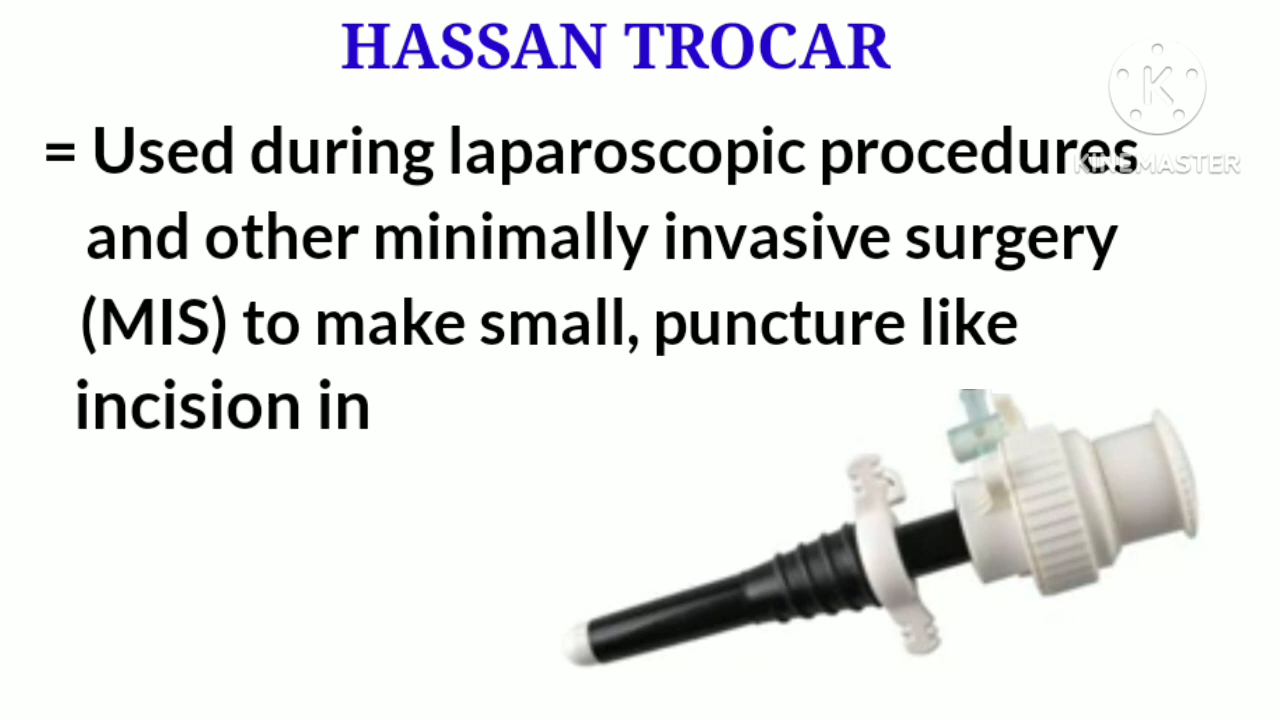 HASSAN TROCAR
= Used during laparoscopic procedures
and other minimally invasive surgery
(MIS) to make small, puncture like
incision in
K
KINEMASTER